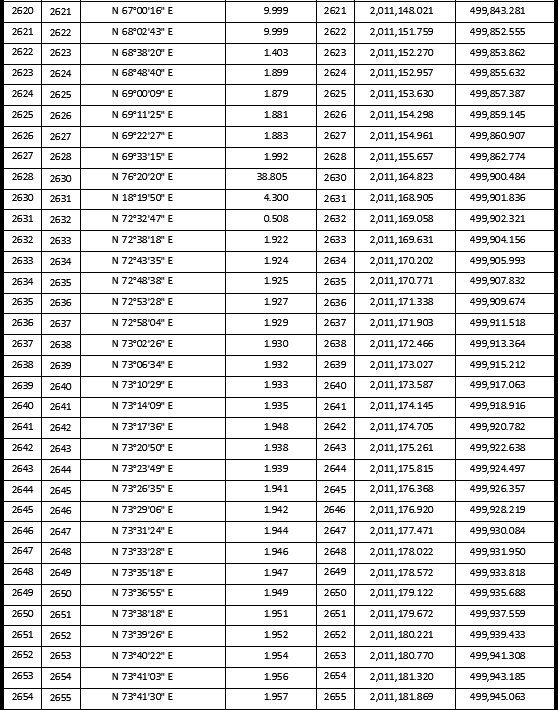 2620 2621 N 67°00'16" E 9.999 2621 2,011,148.021 499,843.281
2621 2622 N 68°02'43" E 9.999 2622 2,011,151.759 499,852.555
2622 2623 N 68°38'20" E 1.403 2623 2,011,152.270 499,853.862
2623 2624 N 68°48'40" E 1.899 2624 2,011,152.957 499,855.632
2624 2625 N 69°00'09" E 1.879 2625 2,011,153.630 499,857.387
2625 2626 N 69°11'25" E 1.881 2626 2,011,154.298 499,859.145
2626 2627 N 69°22'27" E 1.883 2627 2,011,154.961 499,860.907
2627 2628 N 69°33'15" E 1.992 2628 2,011,155.657 499,862.774
2628 2630 N 76°20'20" E 38.805 2630 2,011,164.823 499,900.484
2630 2631 N 18°19'50" E 4.300 2631 2,011,168.905 499,901.836
2631 2632 N 72°32'47" E 0.508 2632 2,011,169.058 499,902.321
2632 2633 N 72°38'18" E 1.922 2633 2,011,169.631 499,904.156
2633 2634 N 72°43'35" E 1.924 2634 2,011,170.202 499,905.993
2634 2635 N 72°48'38" E 1.925 2635 2,011,170.771 499,907.832
2635 2636 N 72°53'28" E 1.927 2636 2,011,171.338 499,909.674
2636 2637 N 72°58'04" E 1.929 2637 2,011,171.903 499,911.518
2637 2638 N 73°02'26" E 1.930 2638 2,011,172.466 499,913.364
2638 2639 N 73°06'34" E 1.932 2639 2,011,173.027 499,915.212
2639 2640 N 73°10'29" E 1.933 2640 2,011,173.587 499,917.063
2640 2641 N 73°14'09" E 1.935 2641 2,011,174.145 499,918.916
2641 2642 N 73°17'36" E 1.948 2642 2,011,174.705 499,920.782
2642 2643 N 73°20'50" E 1.938 2643 2,011,175.261 499,922.638
2643 2644 N 73°23'49" E 1.939 2644 2,011,175.815 499,924.497
2644 2645 N 73°26'35" E 1.941 2645 2,011,176.368 499,926.357
2645 2646 N 73°29'06" E 1.942 2646 2,011,176.920 499,928.219
2646 2647 N 73°31'24" E 1.944 2647 2,011,177.471 499,930.084
2647 2648 N 73°33'28" E 1.946 2648 2,011,178.022 499,931.950
2648 2649 N 73°35'18" E 1.947 2649 2,011,178.572 499,933.818
2649 2650 N 73°36'55" E 1.949 2650 2,011,179.122 499,935.688
2650 2651 N 73°38'18" E 1.951 2651 2,011,179.672 499,937.559
2651 2652 N 73°39'26" E 1.952 2652 2,011,180.221 499,939.433
2652 2653 N 73°40'22" E 1.954 2653 2,011,180.770 499,941.308
2653 2654 N 73°41'03" E 1.956 2654 2,011,181.320 499,943.185
2654 2655 N 73°41'30" E 1.957 2655 2,011,181.869 499,945.063